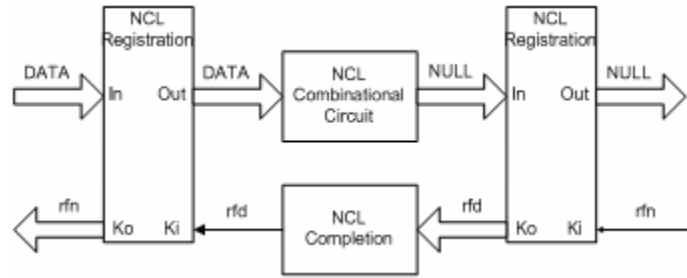 NCL
Registration
NCL
Registration
DATA
DATA
NCL
Combinational
Circuit
NULL
NULL
In
Out
In
Out
rfn
rfd
NCL
Completion
rfd
rfn
Ko
Ki
Ko
Ki